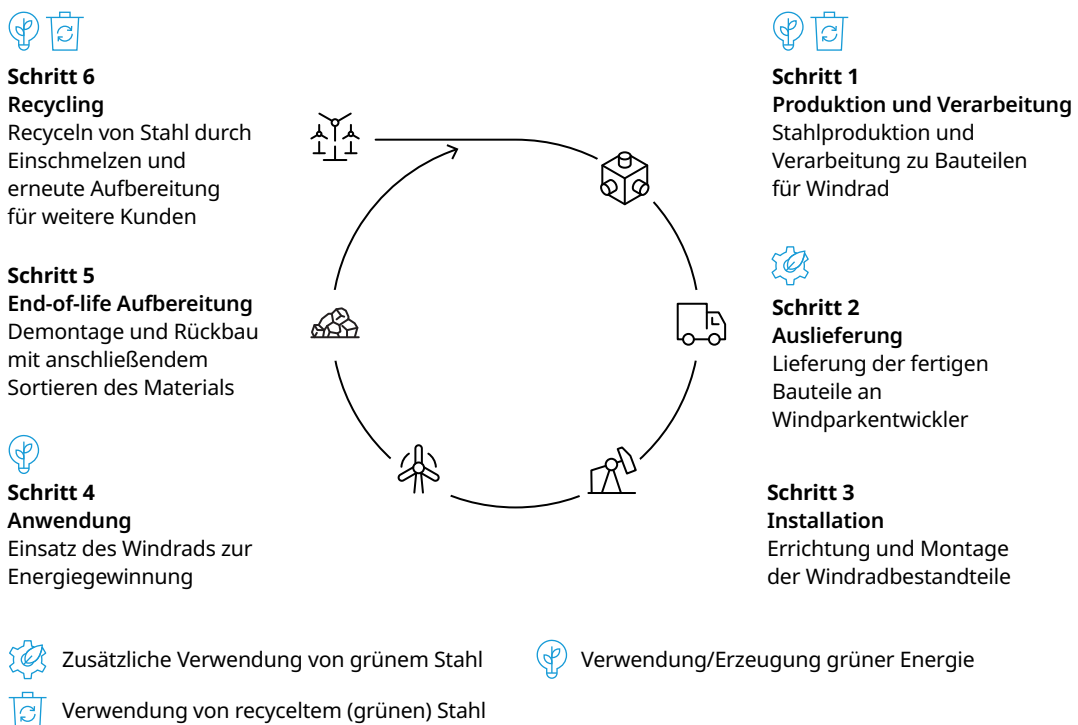 Schritt 6
Recycling
Recyceln von Stahl durch
Einschmelzen und
erneute Aufbereitung
für weitere Kunden
Schritt 5
End-of-life Aufbereitung
Demontage und Rückbau
mit anschließendem
Sortieren des Materials
Schritt 4
Anwendung
Einsatz des Windrads zur
Energiegewinnung
Schritt 1
Produktion und Verarbeitung
Stahlproduktion und
Verarbeitung zu Bauteilen
für Windrad
Schritt 2
Auslieferung
Lieferung der fertigen
Bauteile an
Windparkentwickler
Schritt 3
Installation
Errichtung und Montage
der Windradbestandteile
Zusätzliche Verwendung von grünem Stahl
Verwendung/Erzeugung grüner Energie
Verwendung von recyceltem (grünen) Stahl